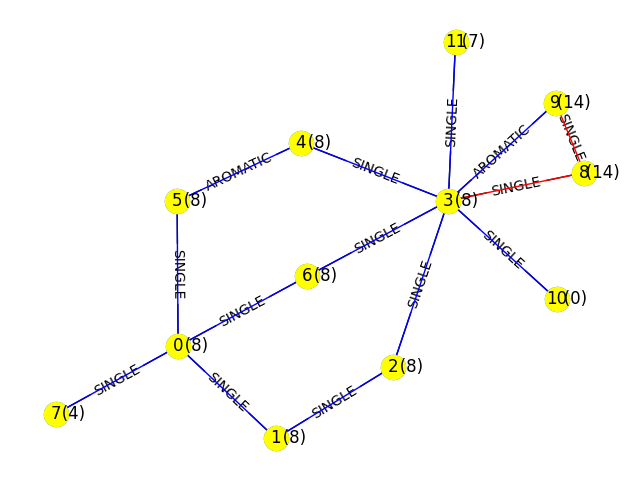 11(7)
SINGLE
9(14)
AROMATIC
SINGLE
4(8)
SINGLE
AROMATIC
8(14)
SINGLE
5(8)
3(8)
SINGLE
SINGLE
SINGLE
SINGLE
6(8)
SINGLE
10(0)
SINGLE
0(8)
2(8)
SINGLE
SINGLE
SINGLE
7(4)
1(8)